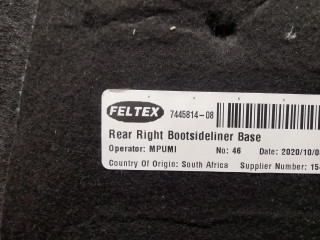 FELTEX 7445814-08
Rear Right Bootsideliner Base
Operator: MPUMI No: 46 Date: 2020/10/0
Country Of Origin: South Africa Supplier Number: 15